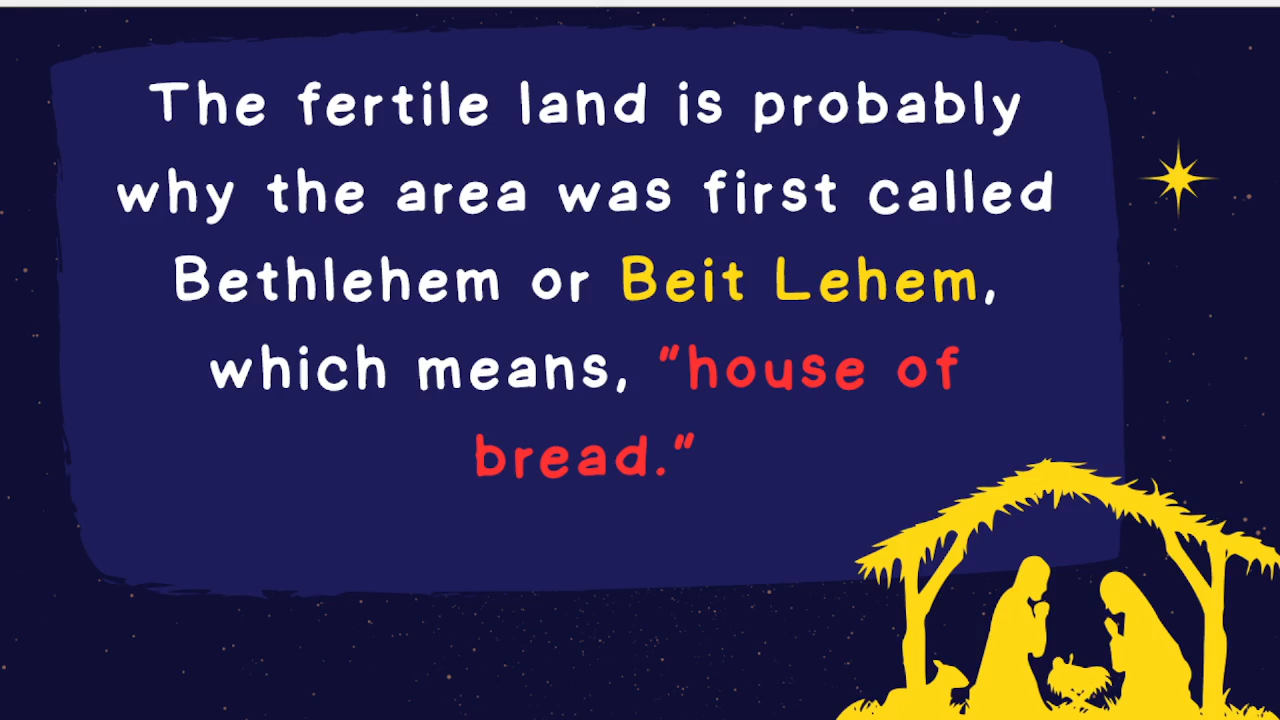 The fertile land is probably
why the area was first called
Bethlehem or Beit Lehem,
which means, "house of
bread."